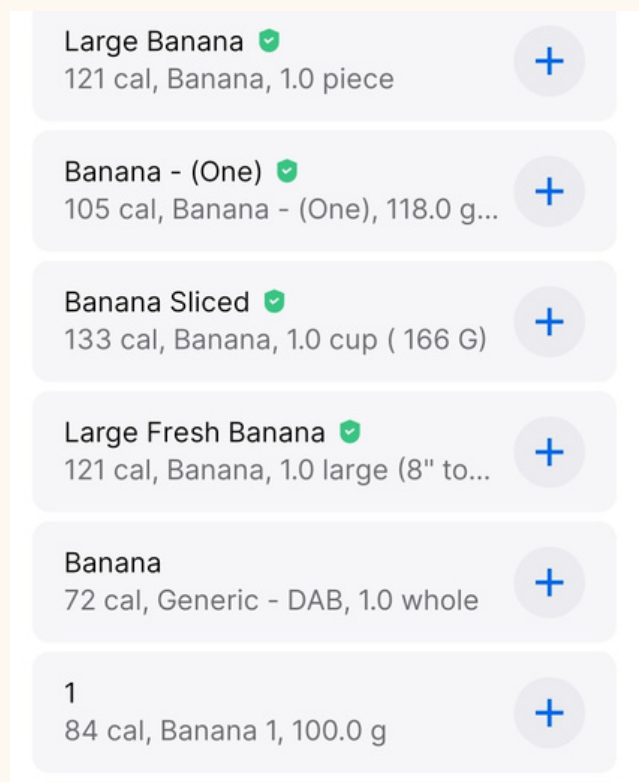 Large Banana
121 cal, Banana, 1.0 piece
Banana - (One)
105 cal, Banana - (One), 118.0 g...
Banana Sliced
133 cal, Banana, 1.0 cup ( 166 G)
Large Fresh Banana
121 cal, Banana, 1.0 large (8" to...
Banana
72 cal, Generic - DAB, 1.0 whole
1
84 cal, Banana 1, 100.0 g